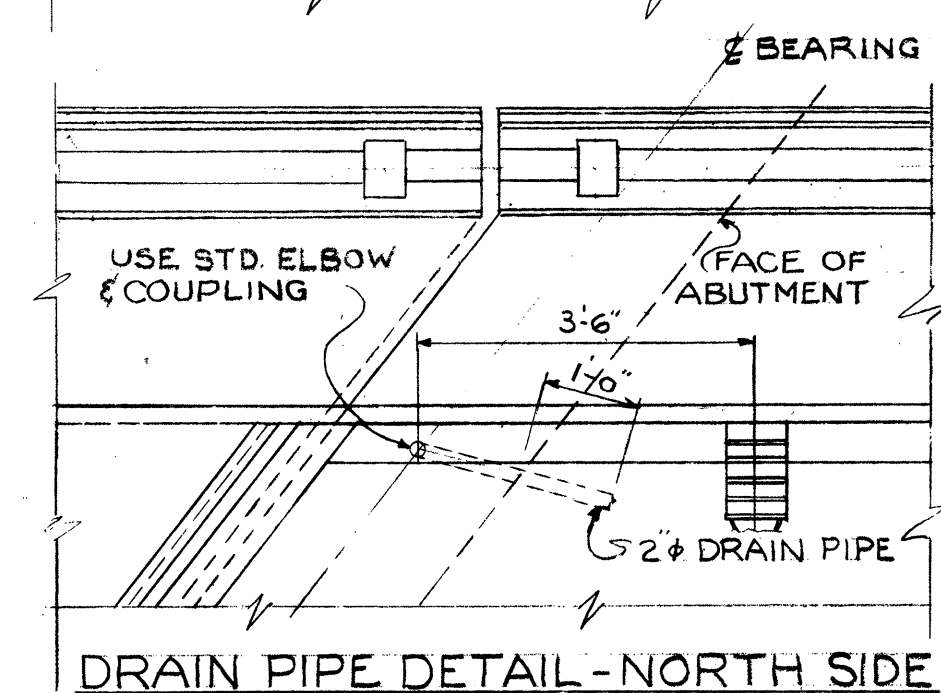 ℄ BEARING
USE STD. ELBOW
& COUPLING
FACE OF
ABUTMENT
3'-6"
1'-0"
2"φ DRAIN PIPE
DRAIN PIPE DETAIL-NORTH SIDE